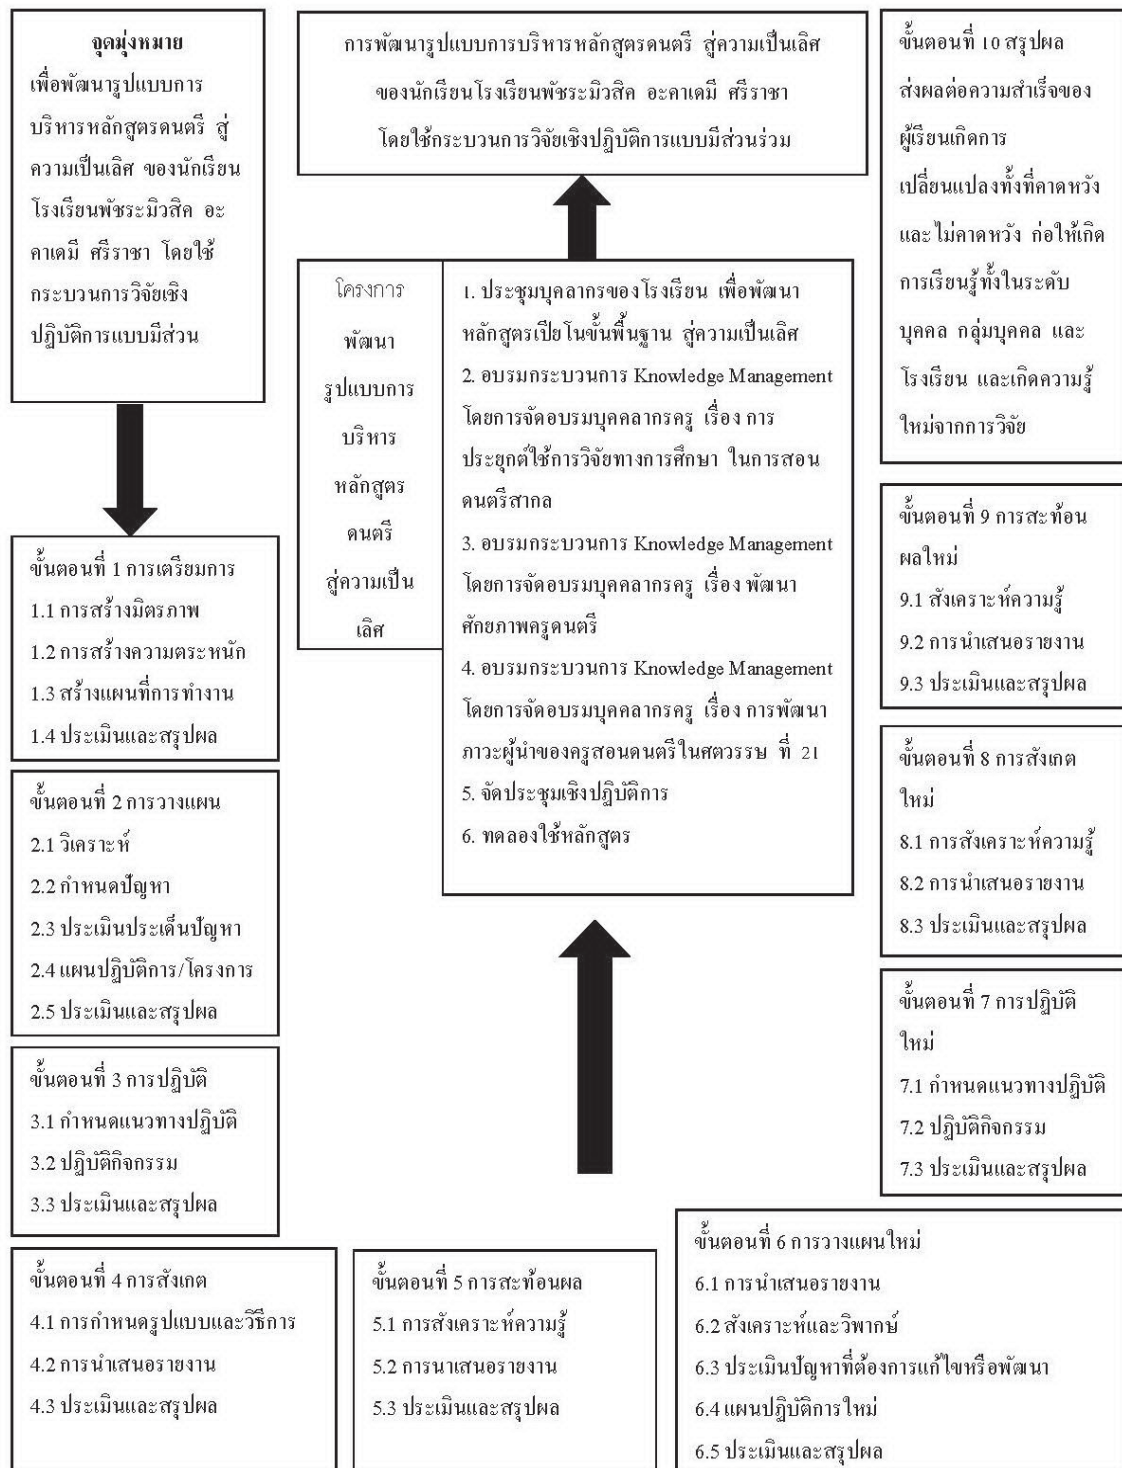 จุดมุ่งหมาย
เพื่อพัฒนารูปแบบการ
บริหารหลักสูตรดนตรี สู่
ความเป็นเลิศ ของนักเรียน
โรงเรียนพัชระมิวสิค อะ
คาเดมี ศรีราชา โดยใช้
กระบวนการวิจัยเชิง
ปฏิบัติการแบบมีส่วน
การพัฒนารูปแบบการบริหารหลักสูตรดนตรี สู่ความเป็นเลิศ
ของนักเรียนโรงเรียนพัชระมิวสิค อะคาเดมี ศรีราชา
โดยใช้กระบวนการวิจัยเชิงปฏิบัติการแบบมีส่วนร่วม
โครงการ
พัฒนา
รูปแบบการ
บริหาร
หลักสูตร
ดนตรี
สู่ความเป็น
เลิศ
1. ประชุมบุคลากรของโรงเรียน เพื่อพัฒนา
หลักสูตรเปียโนขั้นพื้นฐาน สู่ความเป็นเลิศ
2. อบรมกระบวนการ Knowledge Management
โดยการจัดอบรมบุคคลากรครู เรื่อง การ
ประยุกต์ใช้การวิจัยทางการศึกษา ในการสอน
ดนตรีสากล
3. อบรมกระบวนการ Knowledge Management
โดยการจัดอบรมบุคคลากรครู เรื่อง พัฒนา
ศักยภาพครูดนตรี
4. อบรมกระบวนการ Knowledge Management
โดยการจัดอบรมบุคคลากรครู เรื่อง การพัฒนา
ภาวะผู้นำของครูสอนดนตรีในศตวรรษ ที่ 21
5. จัดประชุมเชิงปฏิบัติการ
6. ทดลองใช้หลักสูตร
ขั้นตอนที่ 1 การเตรียมการ
1.1 การสร้างมิตรภาพ
1.2 การสร้างความตระหนัก
1.3 สร้างแผนที่การทำงาน
1.4 ประเมินและสรุปผล
ขั้นตอนที่ 2 การวางแผน
2.1 วิเคราะห์
2.2 กำหนดปัญหา
2.3 ประเมินประเด็นปัญหา
2.4 แผนปฏิบัติการ/โครงการ
2.5 ประเมินและสรุปผล
ขั้นตอนที่ 3 การปฏิบัติ
3.1 กำหนดแนวทางปฏิบัติ
3.2 ปฏิบัติกิจกรรม
3.3 ประเมินและสรุปผล
ขั้นตอนที่ 4 การสังเกต
4.1 การกำหนดรูปแบบและวิธีการ
4.2 การนำเสนอรายงาน
4.3 ประเมินและสรุปผล
ขั้นตอนที่ 5 การสะท้อนผล
5.1 การสังเคราะห์ความรู้
5.2 การนาเสนอรายงาน
5.3 ประเมินและสรุปผล
ขั้นตอนที่ 6 การวางแผนใหม่
6.1 การนำเสนอรายงาน
6.2 สังเคราะห์และวิพากษ์
6.3 ประเมินปัญหาที่ต้องการแก้ไขหรือพัฒนา
6.4 แผนปฏิบัติการใหม่
6.5 ประเมินและสรุปผล
ขั้นตอนที่ 7 การปฏิบัติ
ใหม่
7.1 กำหนดแนวทางปฏิบัติ
7.2 ปฏิบัติกิจกรรม
7.3 ประเมินและสรุปผล
ขั้นตอนที่ 8 การสังเกต
ใหม่
8.1 การสังเคราะห์ความรู้
8.2 การนำเสนอรายงาน
8.3 ประเมินและสรุปผล
ขั้นตอนที่ 9 การสะท้อน
ผลใหม่
9.1 สังเคราะห์ความรู้
9.2 การนำเสนอรายงาน
9.3 ประเมินและสรุปผล
ขั้นตอนที่ 10 สรุปผล
ส่งผลต่อความสำเร็จของ
ผู้เรียนเกิดการ
เปลี่ยนแปลงทั้งที่คาดหวัง
และไม่คาดหวัง ก่อให้เกิด
การเรียนรู้ทั้งในระดับ
บุคคล กลุ่มบุคคล และ
โรงเรียน และเกิดความรู้
ใหม่จากการวิจัย